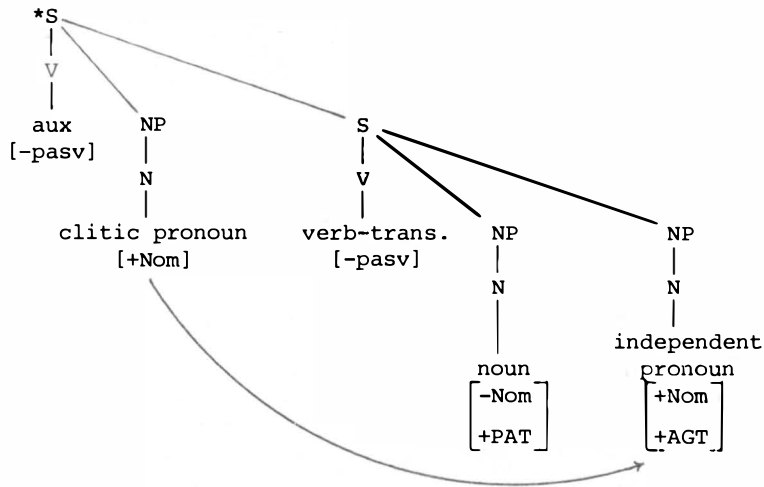 *S
V
aux NP S
[-pasv]
N V
clitic pronoun verb-trans. NP NP
[+Nom] [-pasv]
N N
independent
noun pronoun
-Nom +Nom
+PAT +AGT